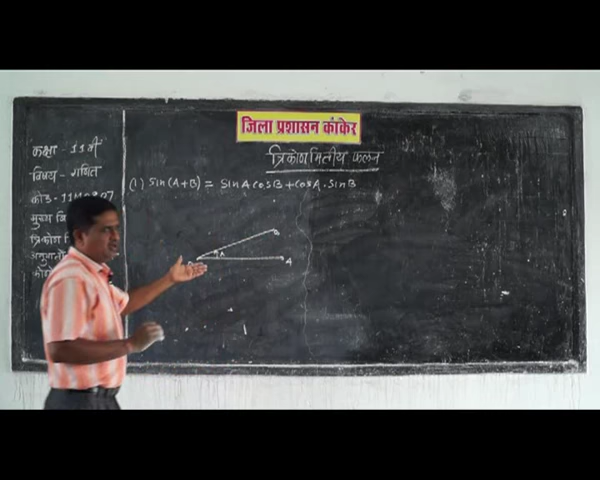 जिला प्रशासन कांकेर
त्रिकोणमितीय फलन
कक्षा - 11वीं
विषय - गणित
(1) Sin(A+B) = SinA CosB + CosA . SinB
मुख्य
त्रिकोण
A